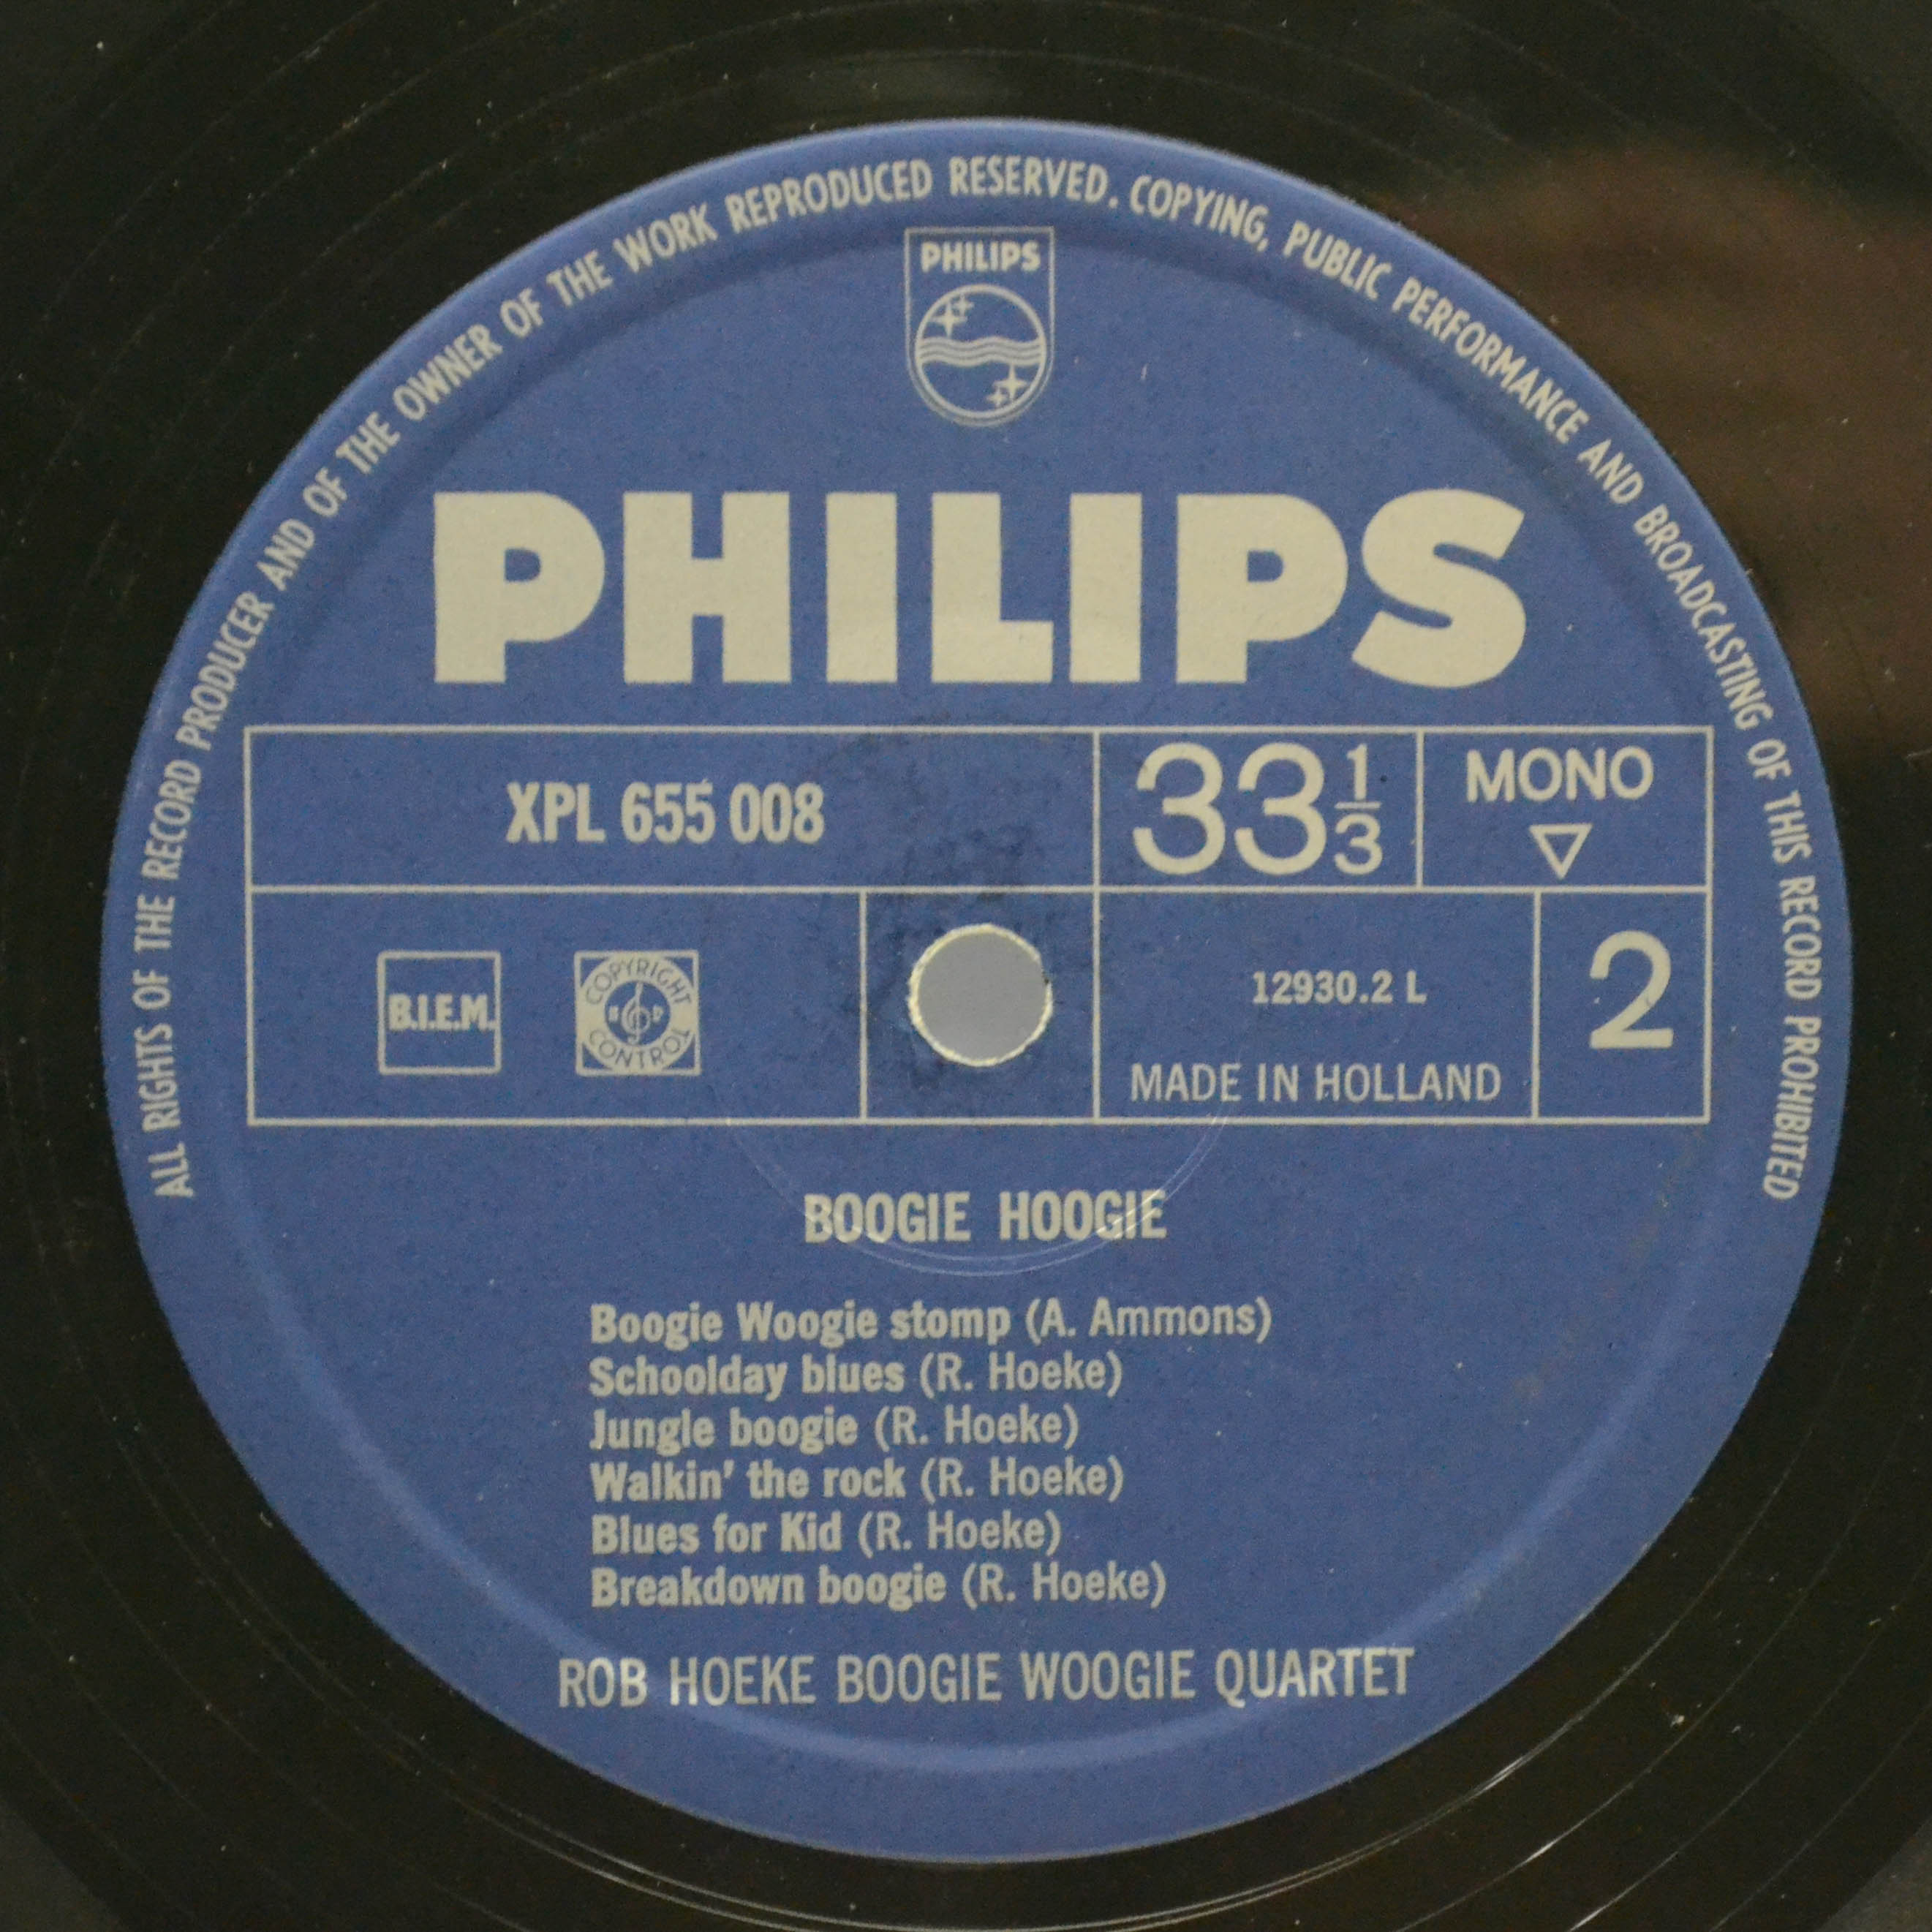 ALL RIGHTS OF THE RECORD PRODUCER AND OF THE OWNER OF THE WORK REPRODUCED RESERVED. COPYING, PUBLIC PERFORMANCE AND BROADCASTING OF THIS RECORD PROHIBITED
PHILIPS
PHILIPS
XPL 655 008
33 1/3
MONO
▽
B.I.E.M.
COPYRIGHT
CONTROL
12930.2 L
MADE IN HOLLAND
2
BOOGIE HOOGIE
Boogie Woogie stomp (A. Ammons)
Schoolday blues (R. Hoeke)
Jungle boogie (R. Hoeke)
Walkin' the rock (R. Hoeke)
Blues for Kid (R. Hoeke)
Breakdown boogie (R. Hoeke)
ROB HOEKE BOOGIE WOOGIE QUARTET